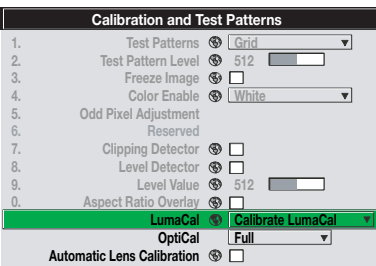 Calibration and Test Patterns
1. Test Patterns Grid
2. Test Pattern Level 512
3. Freeze Image
4. Color Enable White
5. Odd Pixel Adjustment
6. Reserved
7. Clipping Detector
8. Level Detector
9. Level Value 512
0. Aspect Ratio Overlay
LumaCal Calibrate LumaCal
OptiCal Full
Automatic Lens Calibration